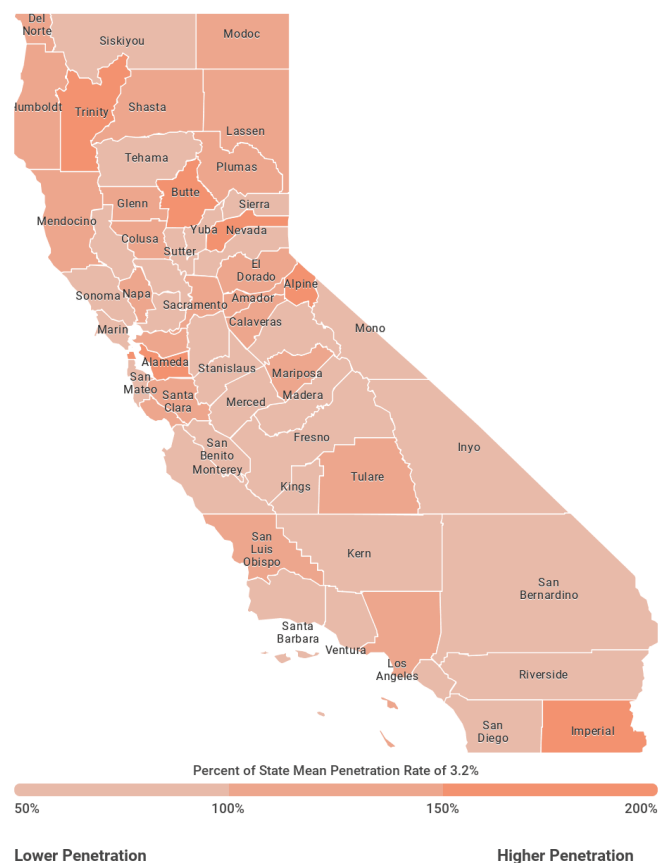 Del
Norte
Siskiyou
Modoc
umboldt
Trinity
Shasta
Lassen
Tehama
Plumas
Butte
Glenn
Sierra
Mendocino
Yuba
Nevada
Colusa
Sutter
El
Dorado
Alpine
Sonoma
Napa
Amador
Sacramento
Calaveras
Marin
Mono
Alameda
Stanislaus
San
Mateo
Mariposa
Santa
Clara
Madera
Merced
Fresno
San
Benito
Inyo
Monterey
Tulare
Kings
San
Luis
Obispo
Kern
San
Bernardino
Santa
Barbara
Ventura
Los
Angeles
Riverside
San
Diego
Imperial
Percent of State Mean Penetration Rate of 3.2%
50%
100%
150%
200%
Lower Penetration
Higher Penetration